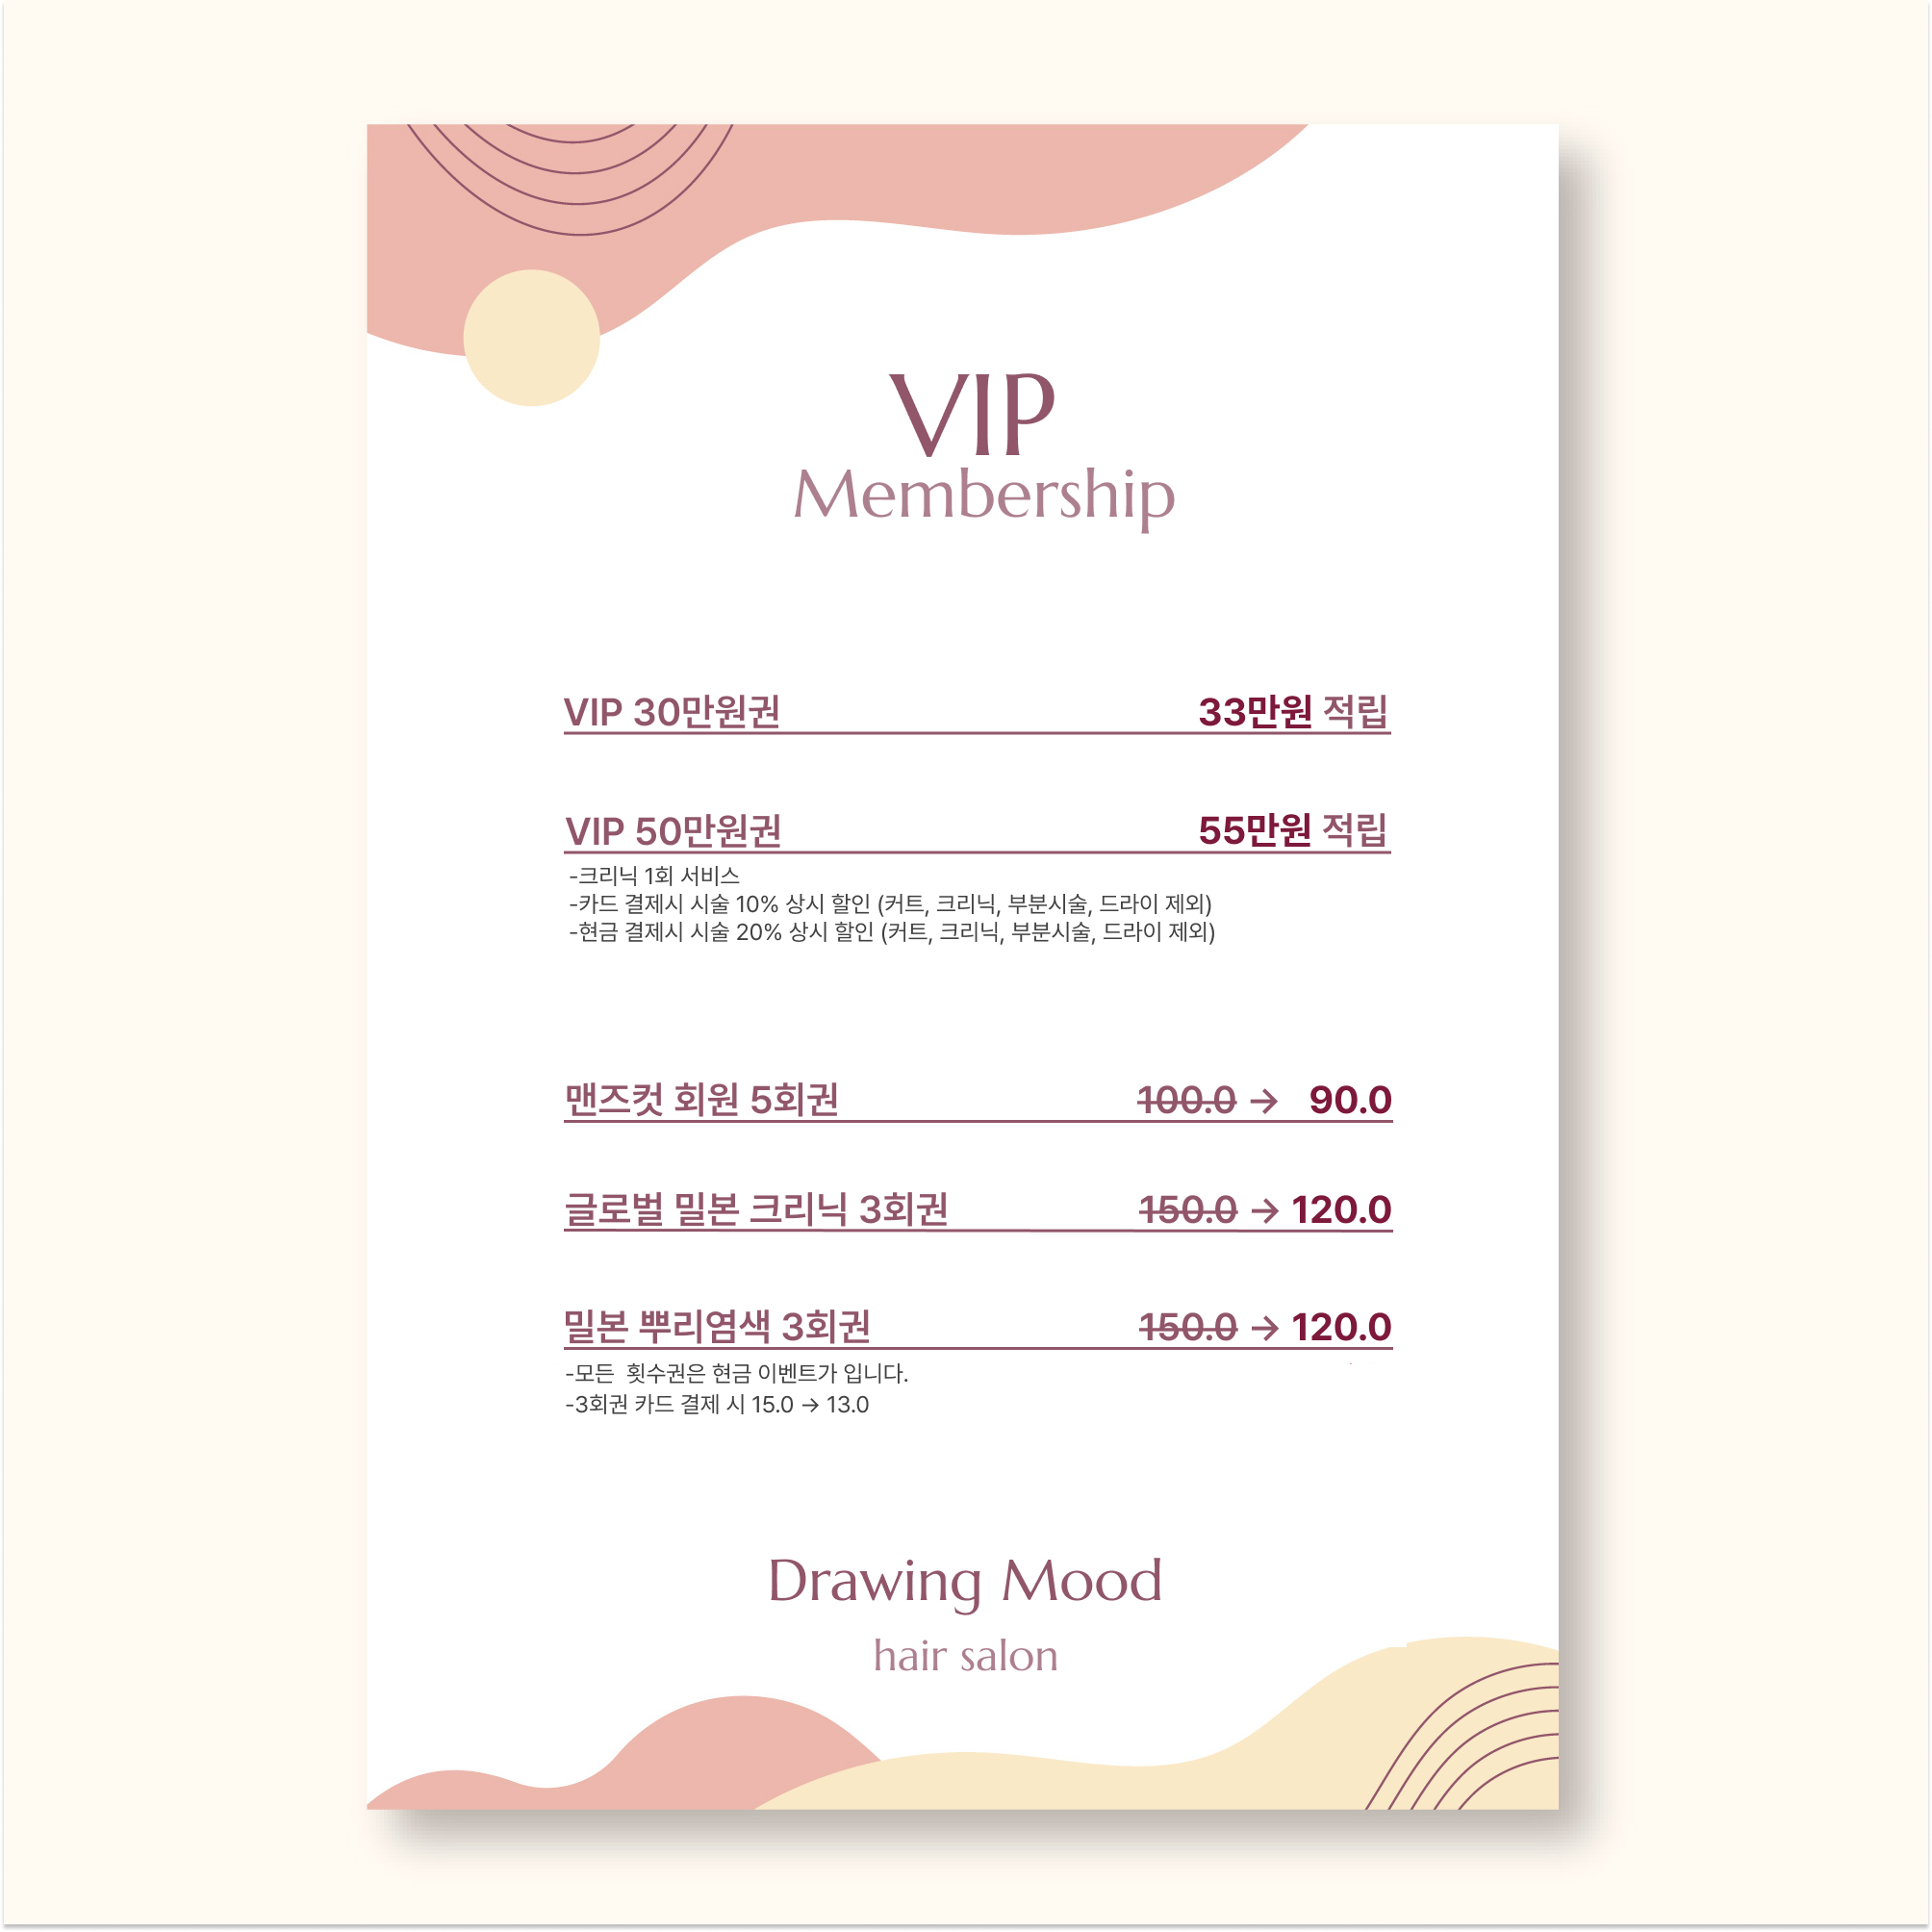 VIP
Membership
VIP 30만원권 33만원 적립
VIP 50만원권 55만원 적립
-크리닉 1회 서비스
-카드 결제시 시술 10% 상시 할인 (커트, 크리닉, 부분시술, 드라이 제외)
-현금 결제시 시술 20% 상시 할인 (커트, 크리닉, 부분시술, 드라이 제외)
맨즈컷 회원 5회권 100.0 → 90.0
글로벌 밀본 크리닉 3회권 150.0 → 120.0
밀본 뿌리염색 3회권 150.0 → 120.0
-모든 횟수권은 현금 이벤트가 입니다.
-3회권 카드 결제 시 15.0 → 13.0
Drawing Mood
hair salon